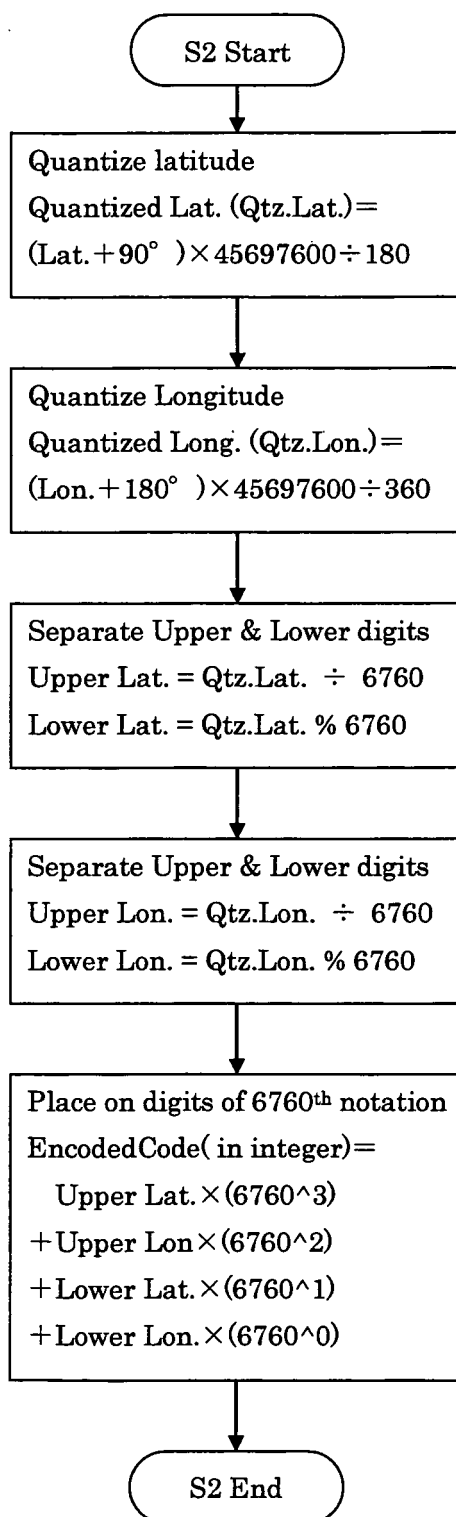 S2 Start
Quantize latitude
Quantized Lat. (Qtz.Lat.)=
(Lat.+90° )×45697600÷180
Quantize Longitude
Quantized Long. (Qtz.Lon.)=
(Lon.+180° )×45697600÷360
Separate Upper & Lower digits
Upper Lat. = Qtz.Lat. ÷ 6760
Lower Lat. = Qtz.Lat. % 6760
Separate Upper & Lower digits
Upper Lon. = Qtz.Lon. ÷ 6760
Lower Lon. = Qtz.Lon. % 6760
Place on digits of 6760th notation
EncodedCode( in integer)=
Upper Lat.×(6760^3)
+Upper Lon×(6760^2)
+Lower Lat.×(6760^1)
+Lower Lon.×(6760^0)
S2 End